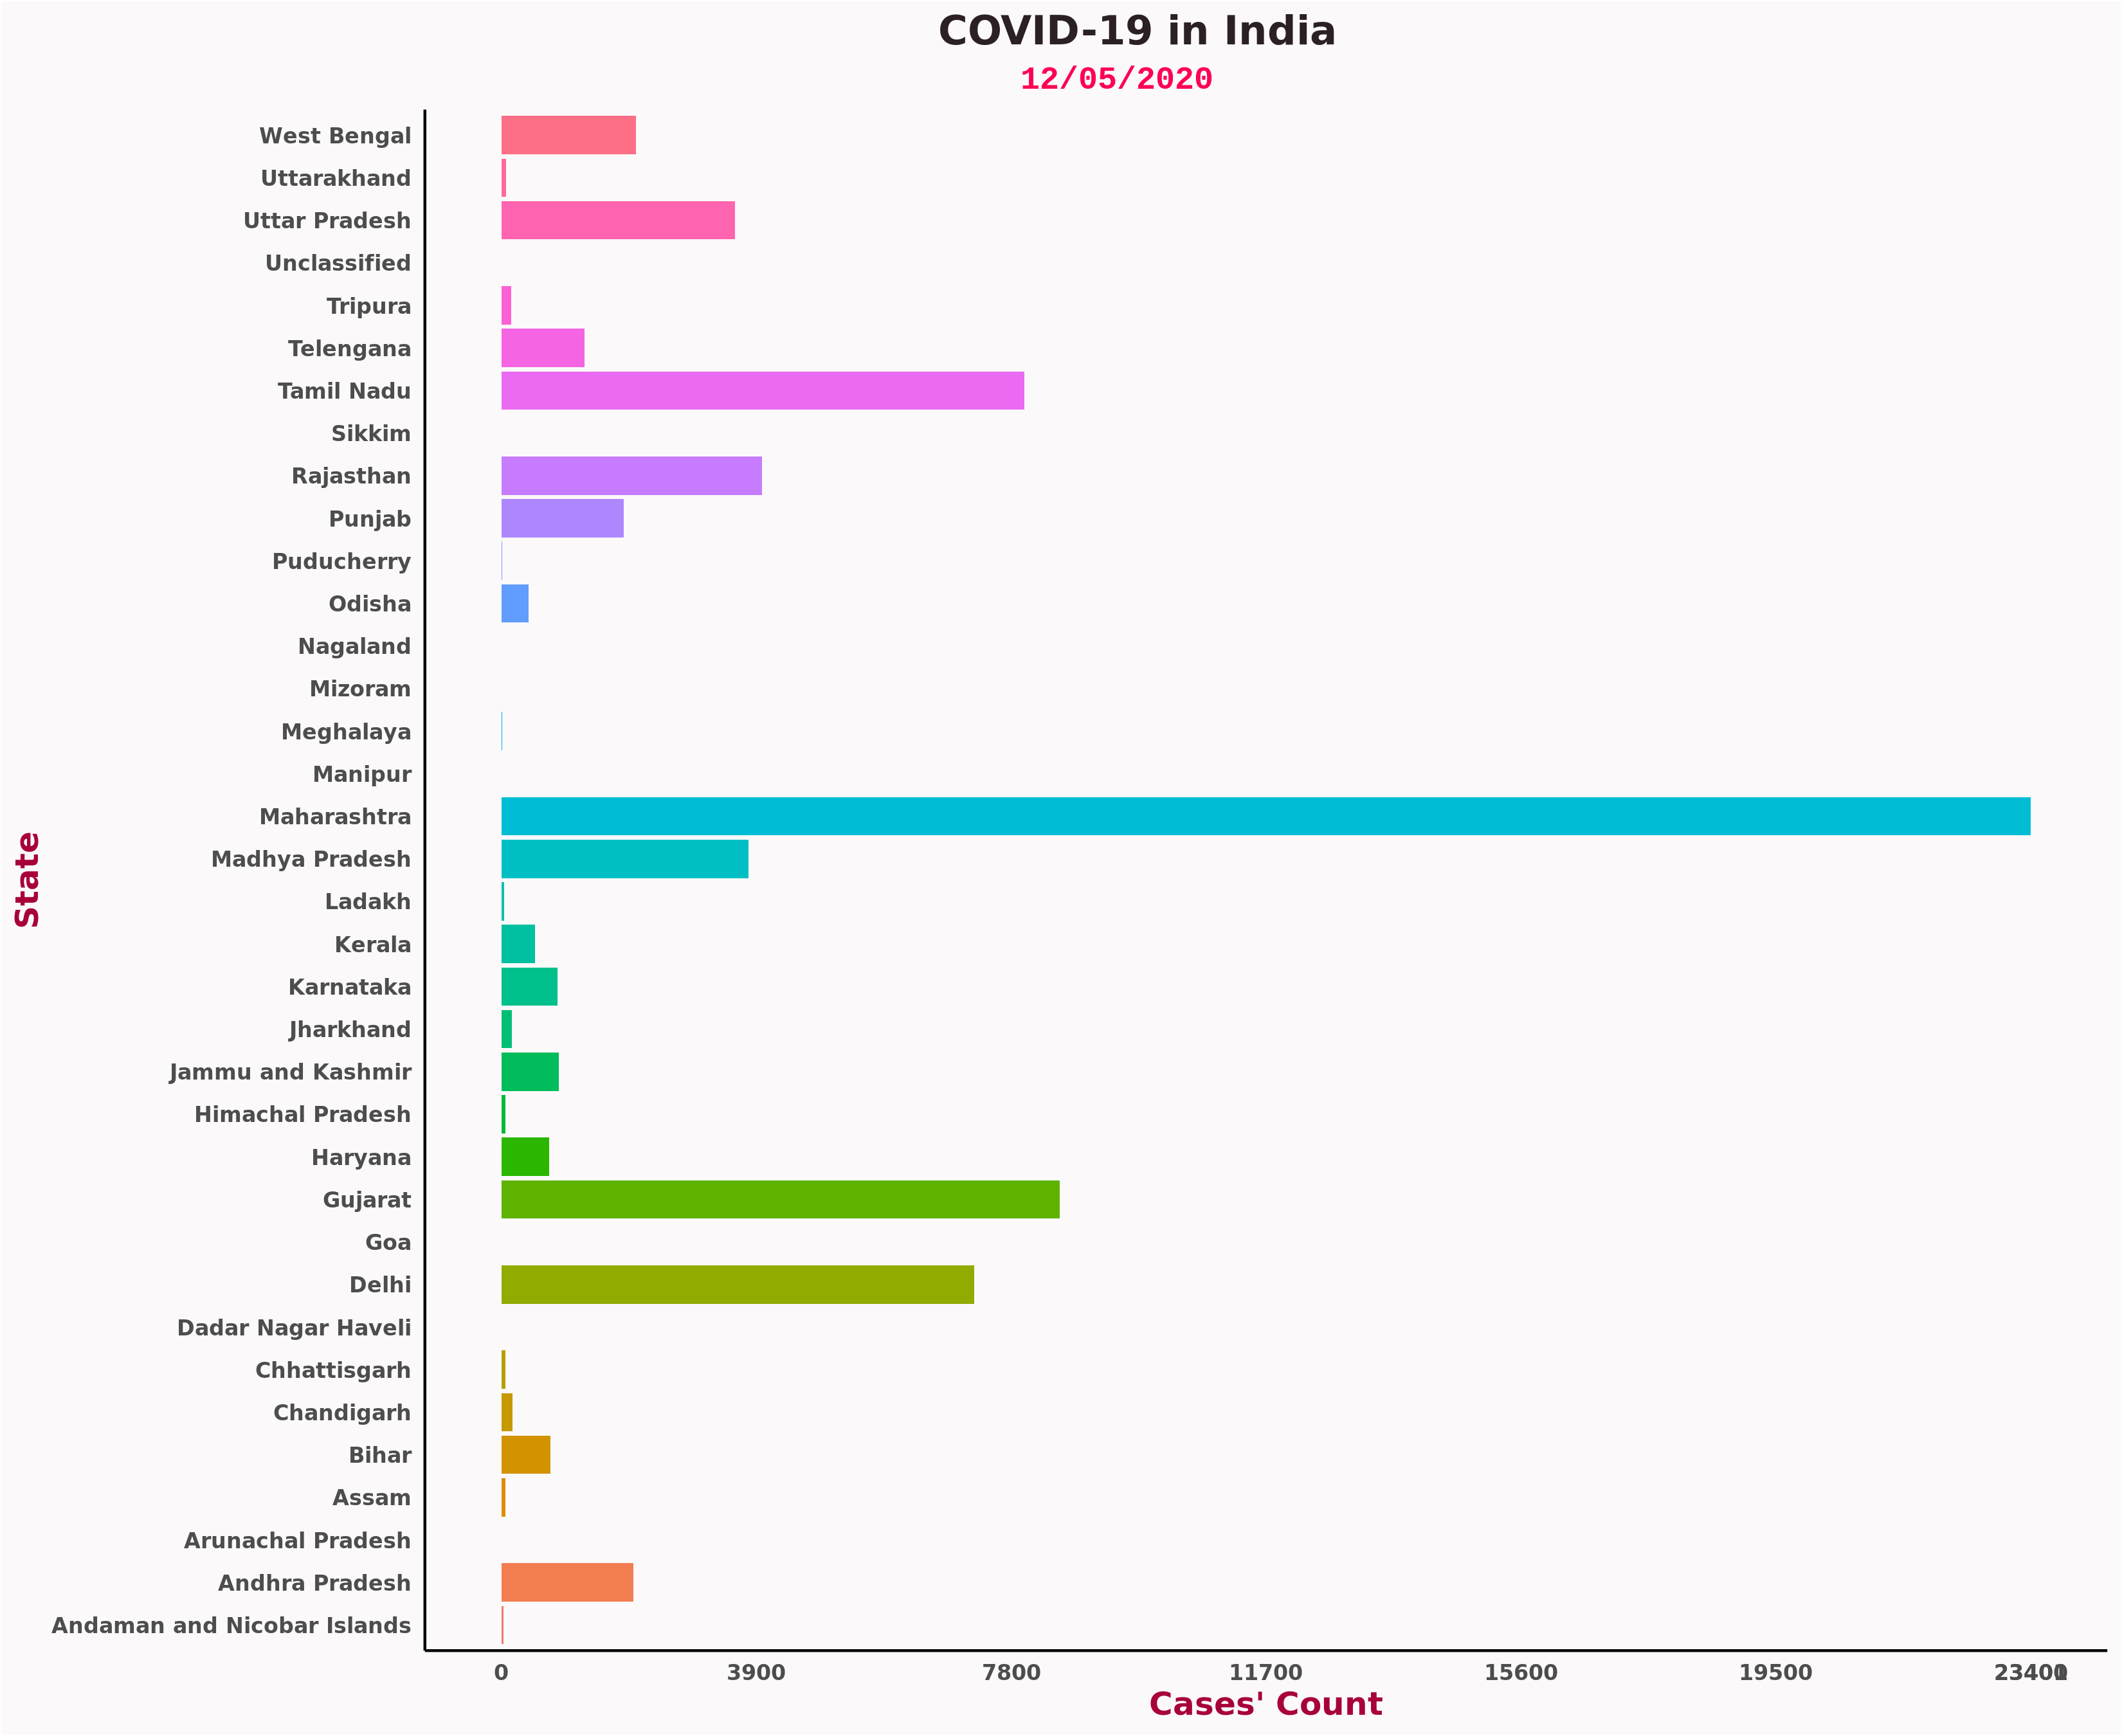 COVID-19 in India
12/05/2020
West Bengal
Uttarakhand
Uttar Pradesh
Unclassified
Tripura
Telengana
Tamil Nadu
Sikkim
Rajasthan
Punjab
Puducherry
Odisha
Nagaland
Mizoram
Meghalaya
Manipur
Maharashtra
Madhya Pradesh
Ladakh
Kerala
Karnataka
Jharkhand
Jammu and Kashmir
Himachal Pradesh
Haryana
Gujarat
Goa
Delhi
Dadar Nagar Haveli
Chhattisgarh
Chandigarh
Bihar
Assam
Arunachal Pradesh
Andhra Pradesh
Andaman and Nicobar Islands
State
0 3900 7800 11700 15600 19500
Cases' Count